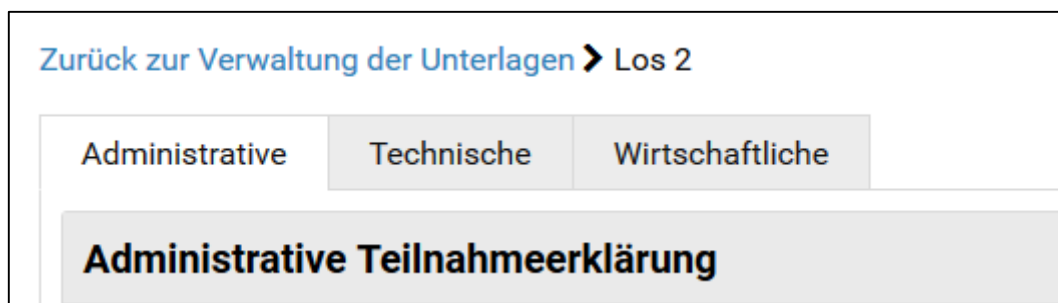 Zurück zur Verwaltung der Unterlagen > Los 2
Administrative Technische Wirtschaftliche
Administrative Teilnahmeerklärung